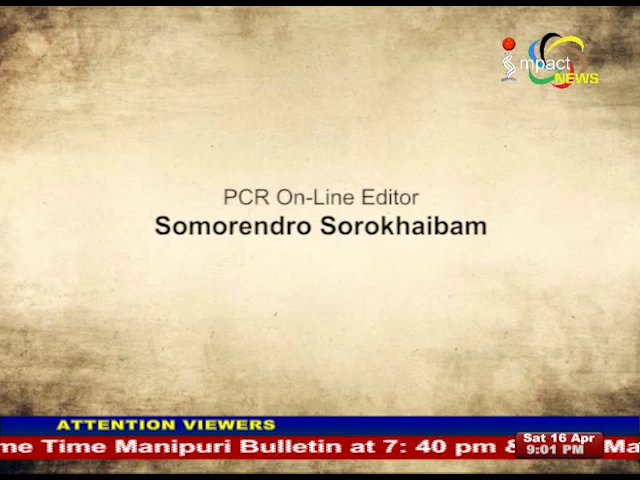 impact
NEWS
PCR On-Line Editor
Somorendro Sorokhaibam
ATTENTION VIEWERS
me Time Manipuri Bulletin at 7: 40 pm &
Sat 16 Apr
9:01 PM
Ma